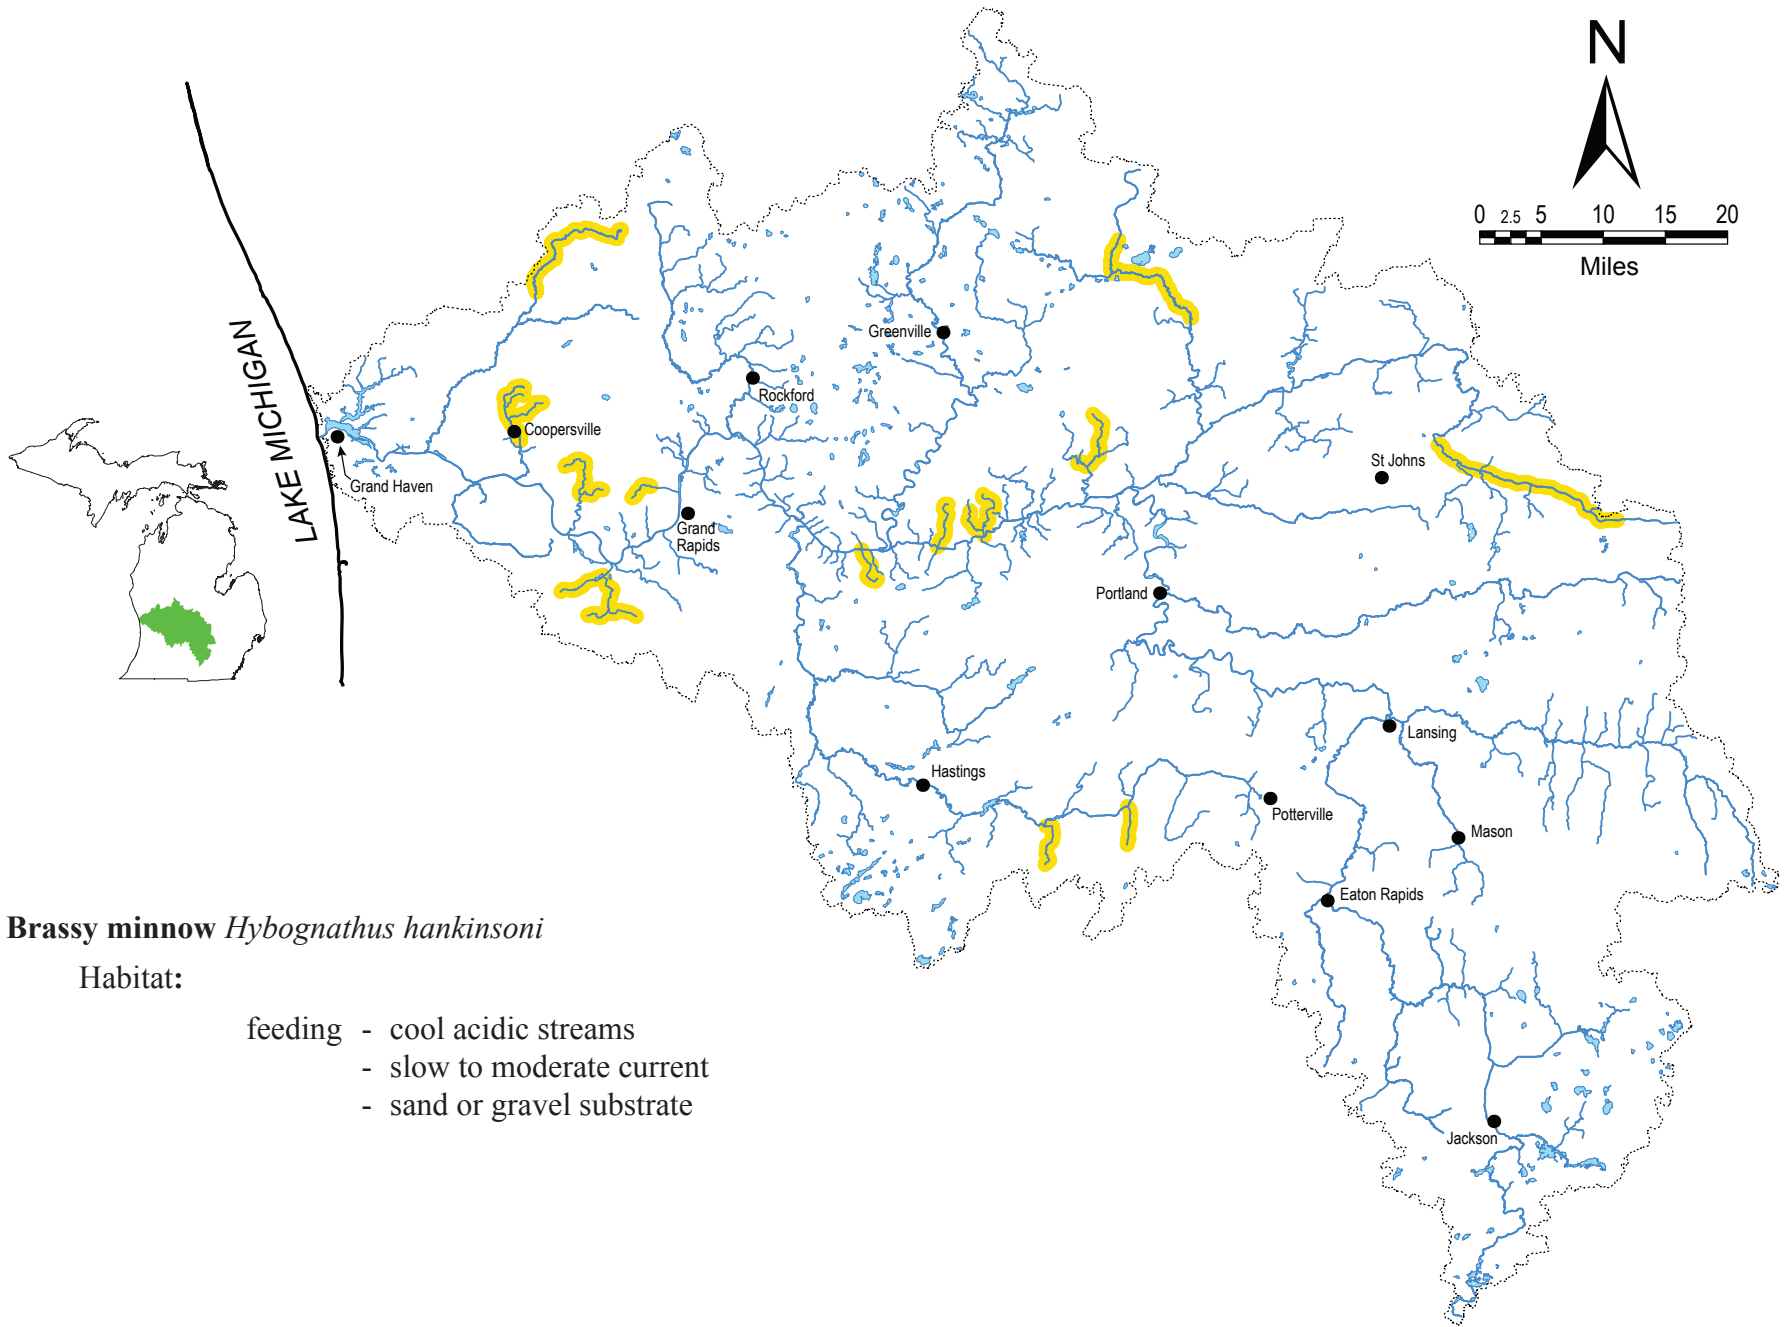 N
0 2.5 5 10 15 20
Miles
LAKE MICHIGAN
Greenville
Rockford
Coopersville
Grand Haven
St Johns
Grand
Rapids
Portland
Lansing
Hastings
Potterville
Mason
Eaton Rapids
Jackson
Brassy minnow Hybognathus hankinsoni
Habitat:
feeding - cool acidic streams
- slow to moderate current
- sand or gravel substrate